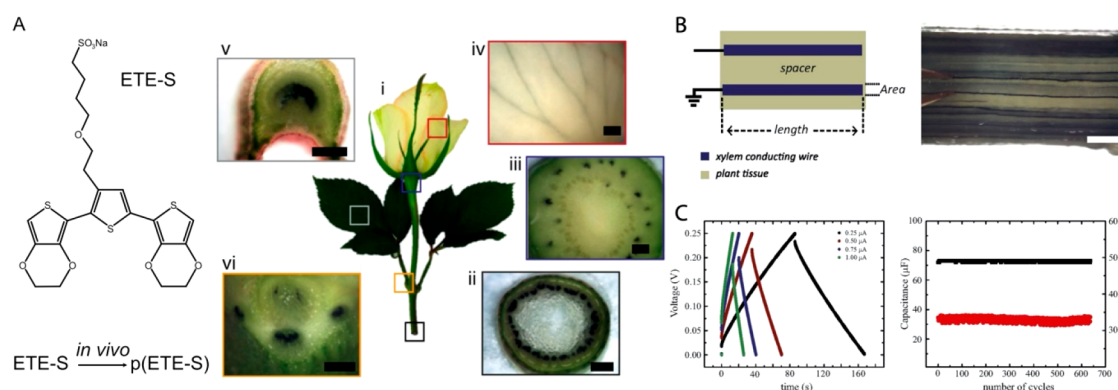 A
SO₃Na
ETE-S
O
S
S
S
O
O
O
O
ETE-S in vivo p(ETE-S)
v
i
iv
iii
vi
ii
B
spacer
Area
length
xylem conducting wire
plant tissue
C
0.25
0.20
0.15
0.10
0.05
0.00
Voltage (V)
0
40
80
120
160
time (s)
0.25 µA
0.50 µA
0.75 µA
1.00 µA
100
80
60
40
20
Capacitance (µF)
0
100
200
300
400
500
600
700
number of cycles
60
50
40
30